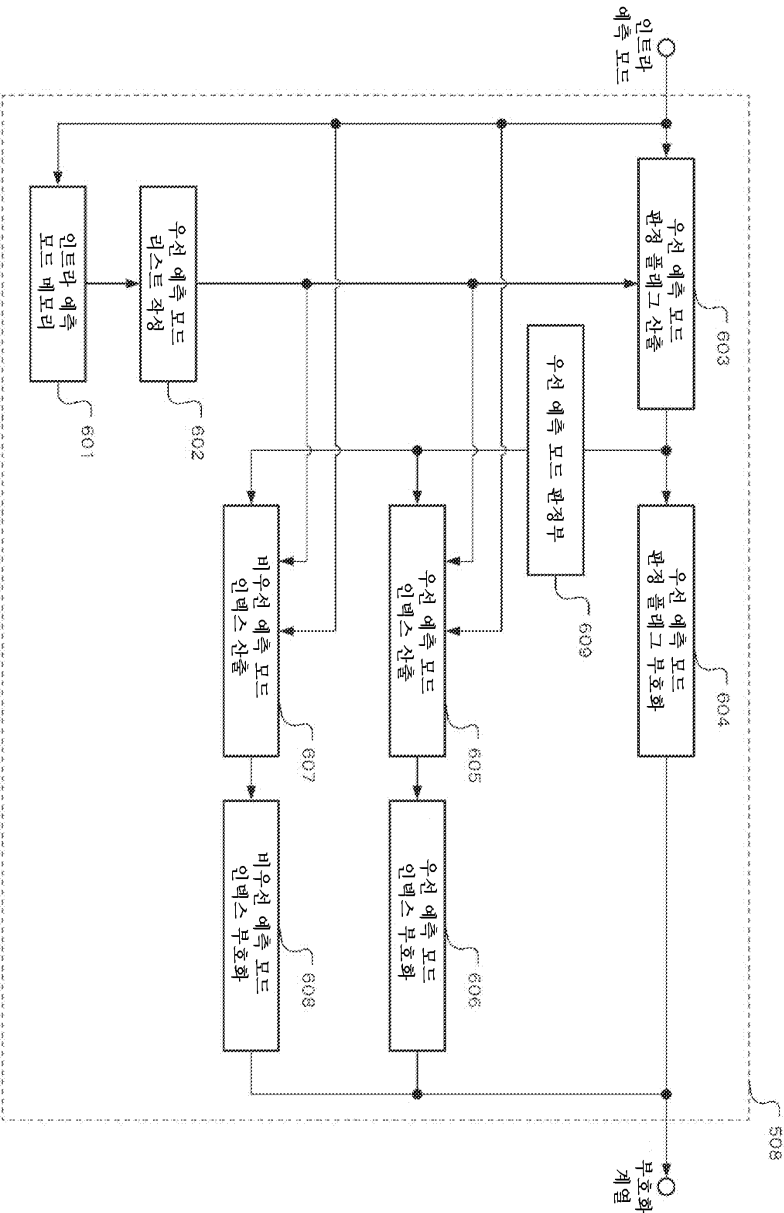 인트라
예측 모드
우선 예측 모드
판정 플래그 산출
603
우선 예측 모드
판정 플래그 부호화
604
508
부호화
계열
우선 예측 모드 판정부
609
우선 예측 모드
인덱스 산출
605
우선 예측 모드
인덱스 부호화
606
비우선 예측 모드
인덱스 산출
607
비우선 예측 모드
인덱스 부호화
608
우선 예측 모드
리스트 작성
602
인트라 예측
모드 메모리
601